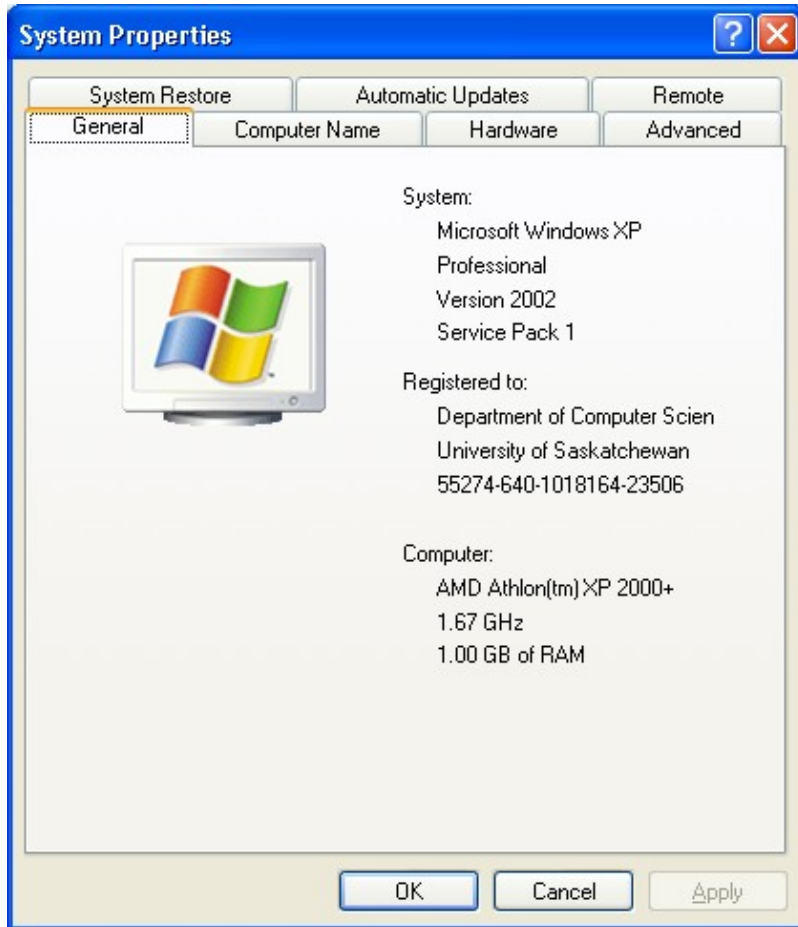 System Properties
System Restore
Automatic Updates
Remote
General
Computer Name
Hardware
Advanced
System:
Microsoft Windows XP
Professional
Version 2002
Service Pack 1
Registered to:
Department of Computer Scien
University of Saskatchewan
55274-640-1018164-23506
Computer:
AMD Athlon(tm) XP 2000+
1.67 GHz
1.00 GB of RAM
OK
Cancel
Apply